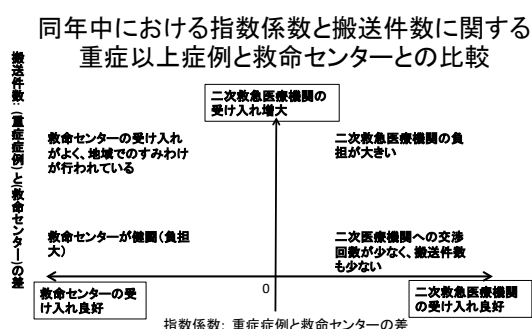 同年中における指数係数と搬送件数に関する
重症以上症例と救命センターとの比較
搬送件数:(重症症例)と(救命センター)の差
二次救急医療機関の
受け入れ増大
救命センターの受け入れ
がよく、地域でのすみわけ
が行われている
二次救急医療機関の負
担が大きい
救命センターが健闘(負担
大)
二次医療機関への交渉
回数が少なく、搬送件数
も少ない
0
救命センターの受
け入れ良好
二次救急医療機関
の受け入れ良好
指数係数: 重症症例と救命センターの差